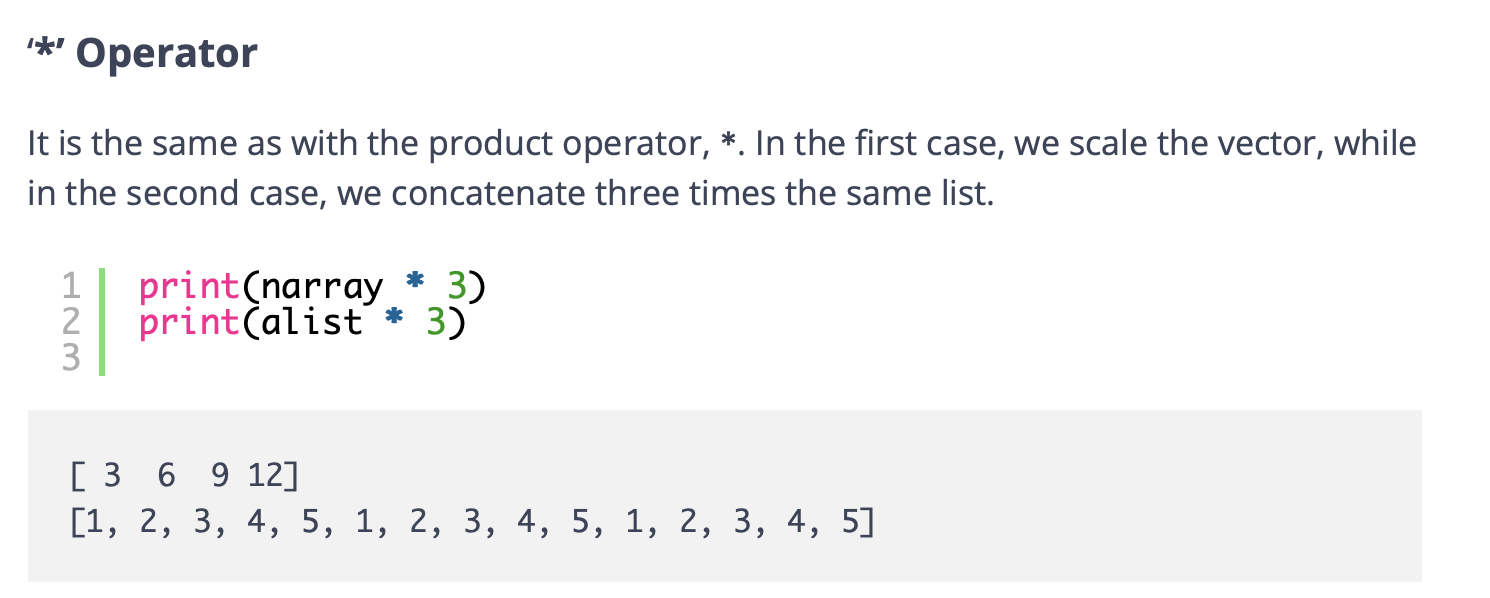 ‘*’ Operator
It is the same as with the product operator, *. In the first case, we scale the vector, while
in the second case, we concatenate three times the same list.
1 print(narray * 3)
2 print(alist * 3)
3
[ 3  6  9 12]
[1, 2, 3, 4, 5, 1, 2, 3, 4, 5, 1, 2, 3, 4, 5]